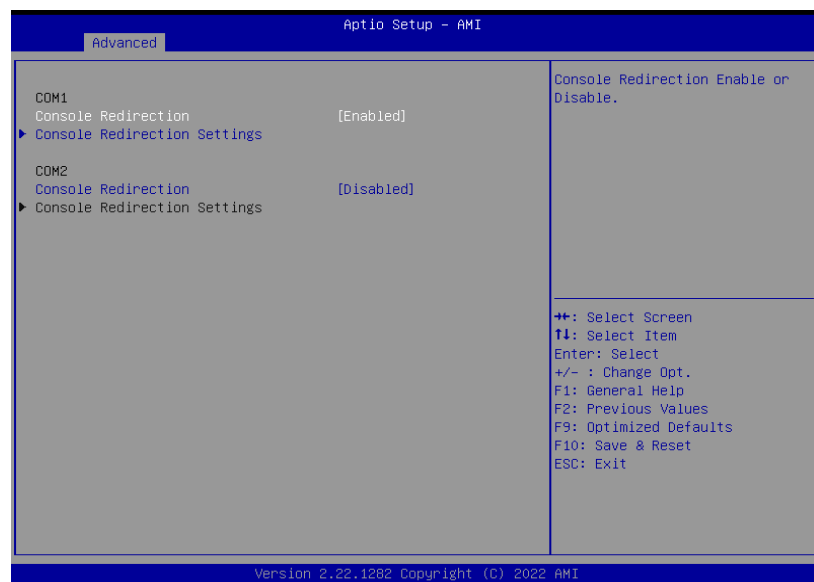 Aptio Setup – AMI
Advanced
COM1
Console Redirection [Enabled]
Console Redirection Settings
COM2
Console Redirection [Disabled]
Console Redirection Settings
Console Redirection Enable or
Disable.
→←: Select Screen
↑↓: Select Item
Enter: Select
+/- : Change Opt.
F1: General Help
F2: Previous Values
F9: Optimized Defaults
F10: Save & Reset
ESC: Exit
Version 2.22.1282 Copyright (C) 2022 AMI